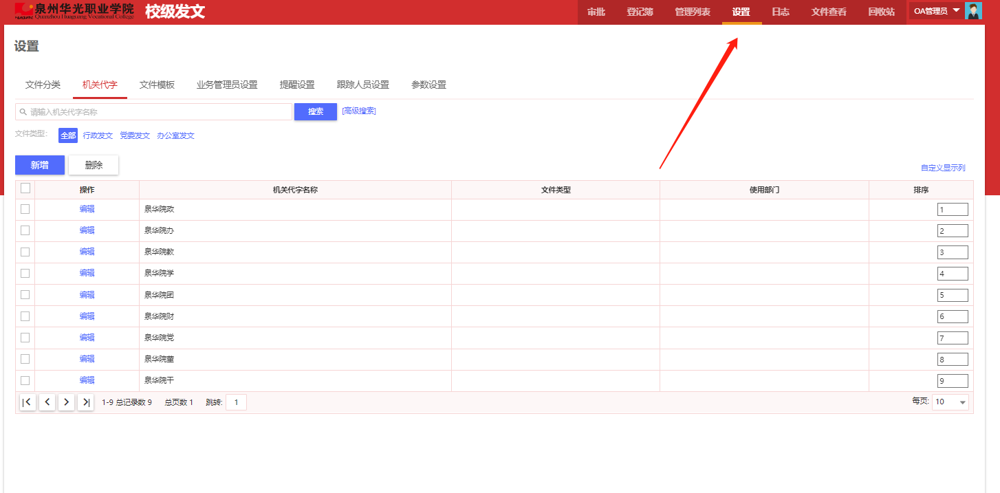 泉州华光职业学院
Quanzhou Huaguang Vocational College
校级发文
审批 登记簿 管理列表 设置 日志 文件查看 回收站 OA管理员
设置
文件分类 机关代字 文件模板 业务管理员设置 提醒设置 跟踪人员设置 参数设置
请输入机关代字名称 搜索 [高级搜索]
文件类型: 全部 行政发文 党委发文 办公室发文
新增 删除 自定义显示列
操作 机关代字名称 文件类型 使用部门 排序
编辑 泉华院政 1
编辑 泉华院办 2
编辑 泉华院教 3
编辑 泉华院学 4
编辑 泉华院团 5
编辑 泉华院财 6
编辑 泉华院党 7
编辑 泉华院董 8
编辑 泉华院干 9
1-9 总记录数 9 总页数 1 跳转: 1 每页: 10